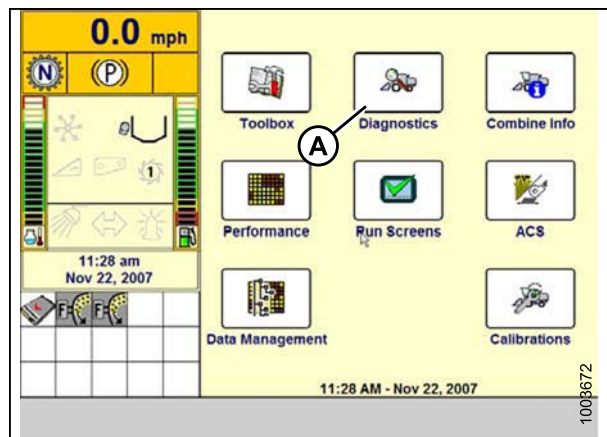 0.0 mph
N
(P)
1
11:28 am
Nov 22, 2007
F
F
Toolbox
Diagnostics
Combine Info
A
Performance
Run Screens
ACS
Data Management
Calibrations
11:28 AM - Nov 22, 2007
1003672